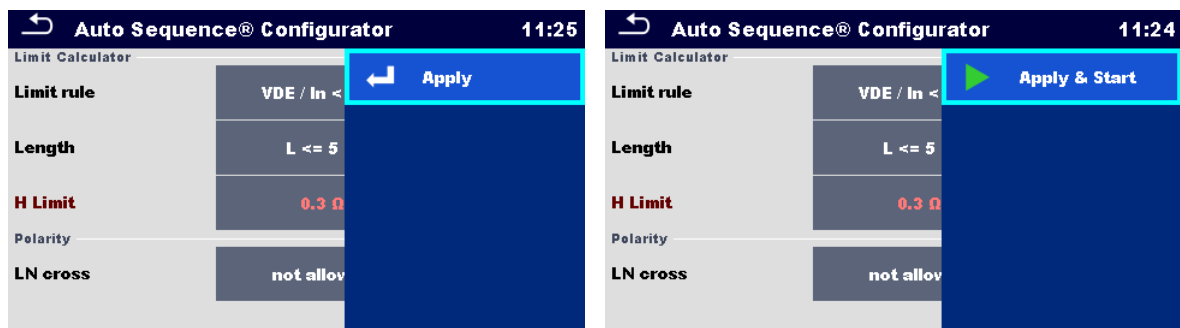 Auto Sequence® Configurator 11:25
Limit Calculator
Apply
Limit rule VDE / In <
Length L <= 5
H Limit 0.3 Ω
Polarity
LN cross not allow
Auto Sequence® Configurator 11:24
Limit Calculator
Apply & Start
Limit rule VDE / In <
Length L <= 5
H Limit 0.3 Ω
Polarity
LN cross not allow